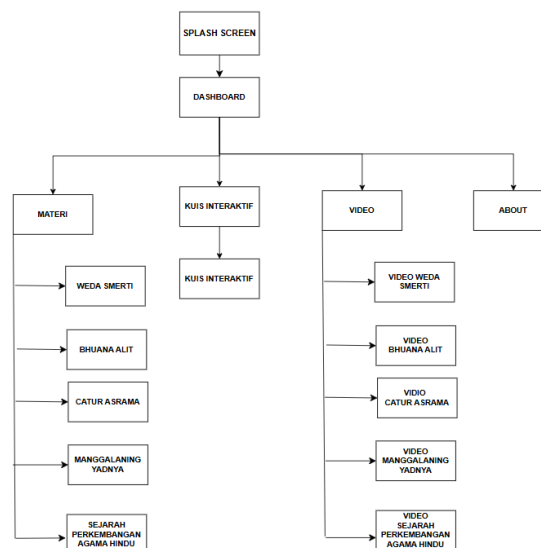 SPLASH SCREEN
DASHBOARD
MATERI
KUIS INTERAKTIF
VIDEO
ABOUT
KUIS INTERAKTIF
WEDA SMERTI
BHUANA ALIT
CATUR ASRAMA
MANGGALANING
YADNYA
SEJARAH
PERKEMBANGAN
AGAMA HINDU
VIDEO WEDA
SMERTI
VIDEO
BHUANA ALIT
VIDIO
CATUR ASRAMA
VIDEO
MANGGALANING
YADNYA
VIDEO
SEJARAH
PERKEMBANGAN
AGAMA HINDU